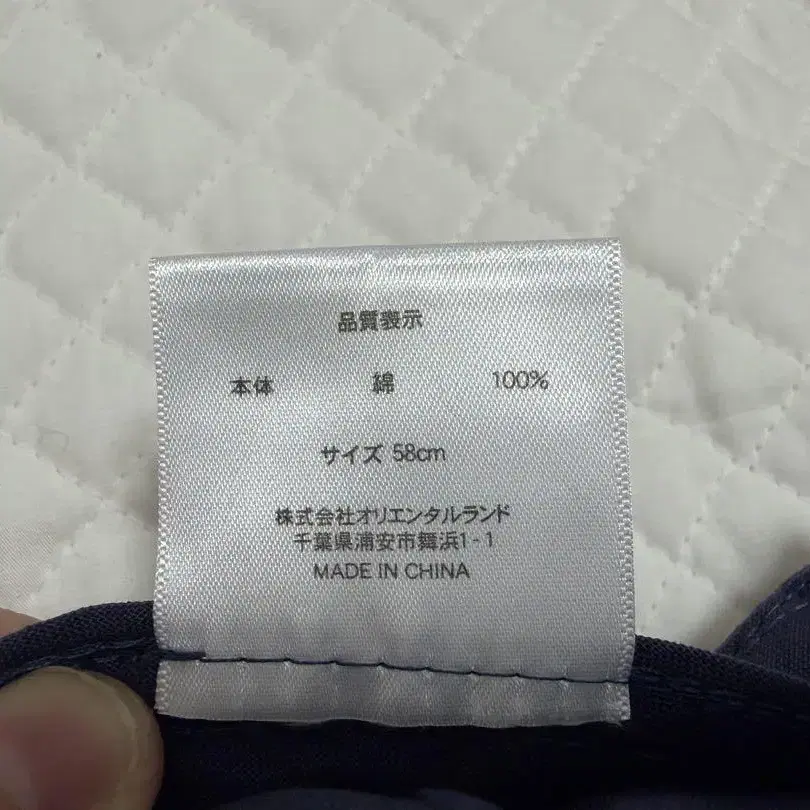 品質表示
本体 綿 100%
サイズ 58cm
株式会社オリエンタルランド
千葉県浦安市舞浜1-1
MADE IN CHINA